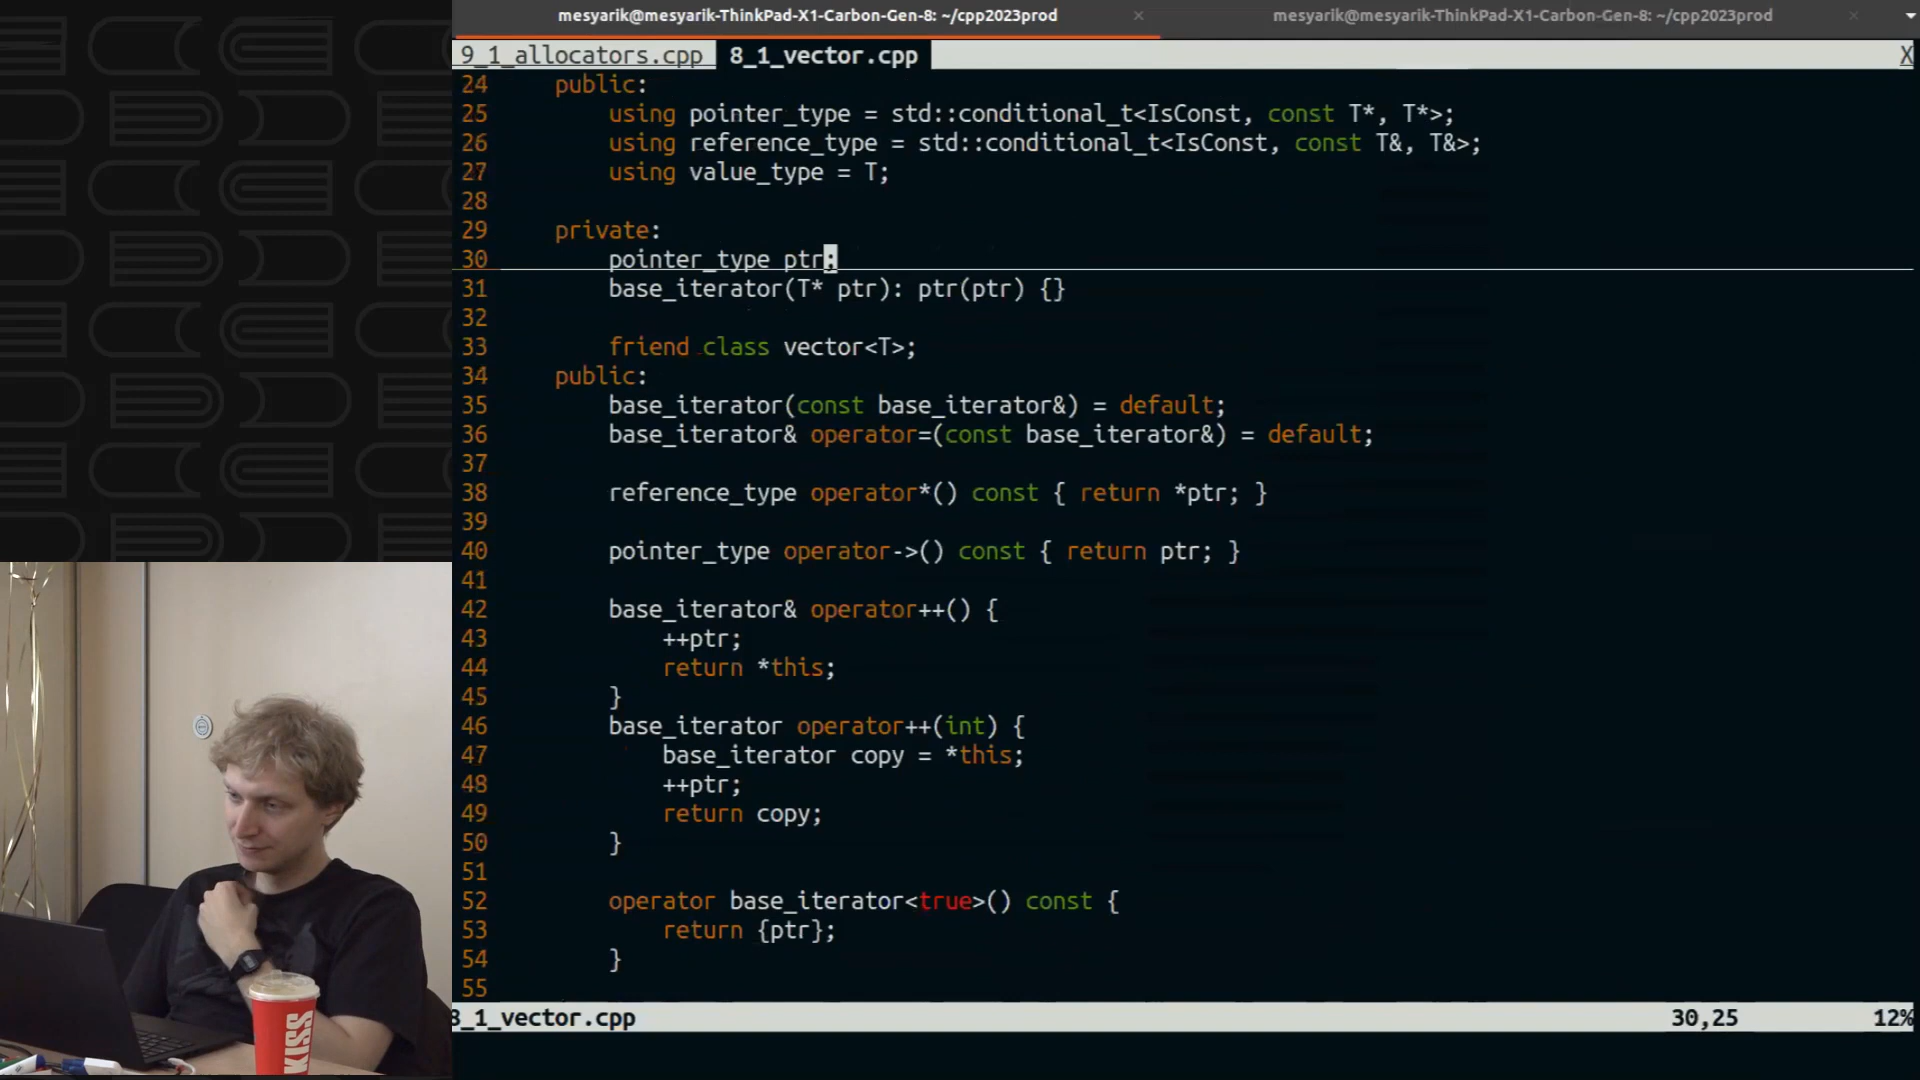 mesyarik@mesyarik-ThinkPad-X1-Carbon-Gen-8: ~/cpp2023prod × mesyarik@mesyarik-ThinkPad-X1-Carbon-Gen-8: ~/cpp2023prod ×
9_1_allocators.cpp 8_1_vector.cpp X
24 public:
25 using pointer_type = std::conditional_t<IsConst, const T*, T*>;
26 using reference_type = std::conditional_t<IsConst, const T&, T&>;
27 using value_type = T;
28
29 private:
30 pointer_type ptr;
31 base_iterator(T* ptr): ptr(ptr) {}
32
33 friend class vector<T>;
34 public:
35 base_iterator(const base_iterator&) = default;
36 base_iterator& operator=(const base_iterator&) = default;
37
38 reference_type operator*() const { return *ptr; }
39
40 pointer_type operator->() const { return ptr; }
41
42 base_iterator& operator++() {
43 ++ptr;
44 return *this;
45 }
46 base_iterator operator++(int) {
47 base_iterator copy = *this;
48 ++ptr;
49 return copy;
50 }
51
52 operator base_iterator<true>() const {
53 return {ptr};
54 }
55
8_1_vector.cpp 30,25 12%
KISS